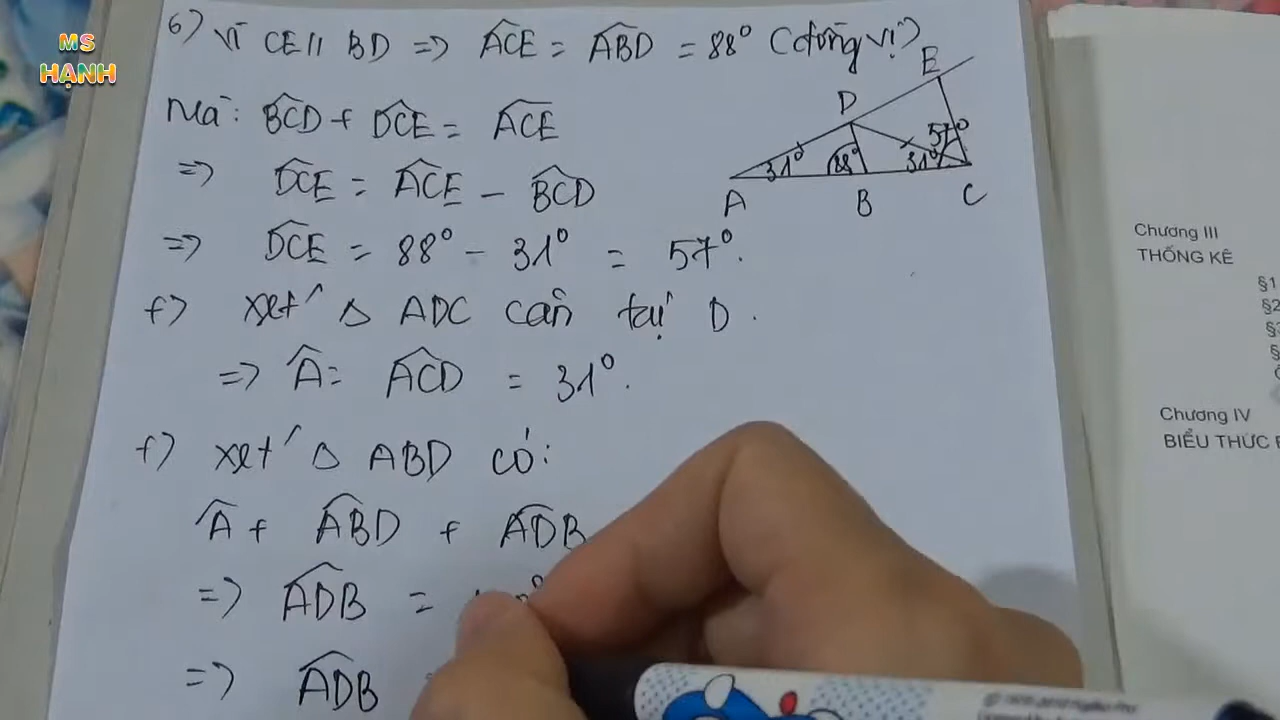 MS
HẠNH
6) Vì CE // BD => ACE = ABD = 88° (đồng vị)
Mà: BCD + DCE = ACE
=> DCE = ACE - BCD
=> DCE = 88° - 31° = 57°.
+) Xét Δ ADC cân tại D.
=> A = ACD = 31°.
+) Xét Δ ABD có:
A + ABD + ADB
=> ADB =
=> ADB
E
D
57°
31°
88°
31°
A
B
C
Chương III
THỐNG KÊ
§1
§2
Chương IV
BIỂU THỨC